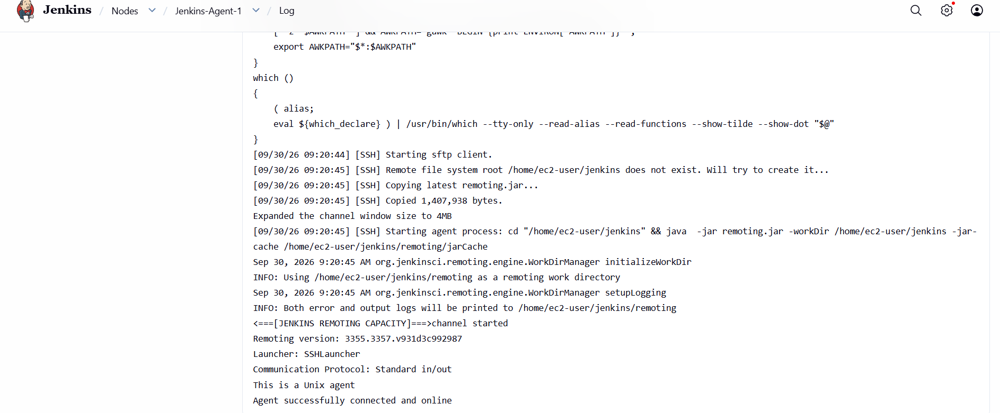 Jenkins / Nodes / Jenkins-Agent-1 / Log
export AWKPATH="$*:$AWKPATH"
}
which ()
{
( alias;
eval ${which_declare} ) | /usr/bin/which --tty-only --read-alias --read-functions --show-tilde --show-dot "$@"
}
[09/30/26 09:20:44] [SSH] Starting sftp client.
[09/30/26 09:20:45] [SSH] Remote file system root /home/ec2-user/jenkins does not exist. Will try to create it...
[09/30/26 09:20:45] [SSH] Copying latest remoting.jar...
[09/30/26 09:20:45] [SSH] Copied 1,407,938 bytes.
Expanded the channel window size to 4MB
[09/30/26 09:20:45] [SSH] Starting agent process: cd "/home/ec2-user/jenkins" && java  -jar remoting.jar -workDir /home/ec2-user/jenkins -jar-
cache /home/ec2-user/jenkins/remoting/jarCache
Sep 30, 2026 9:20:45 AM org.jenkinsci.remoting.engine.WorkDirManager initializeWorkDir
INFO: Using /home/ec2-user/jenkins/remoting as a remoting work directory
Sep 30, 2026 9:20:45 AM org.jenkinsci.remoting.engine.WorkDirManager setupLogging
INFO: Both error and output logs will be printed to /home/ec2-user/jenkins/remoting
<===[JENKINS REMOTING CAPACITY]===>channel started
Remoting version: 3355.3357.v931d3c992987
Launcher: SSHLauncher
Communication Protocol: Standard in/out
This is a Unix agent
Agent successfully connected and online